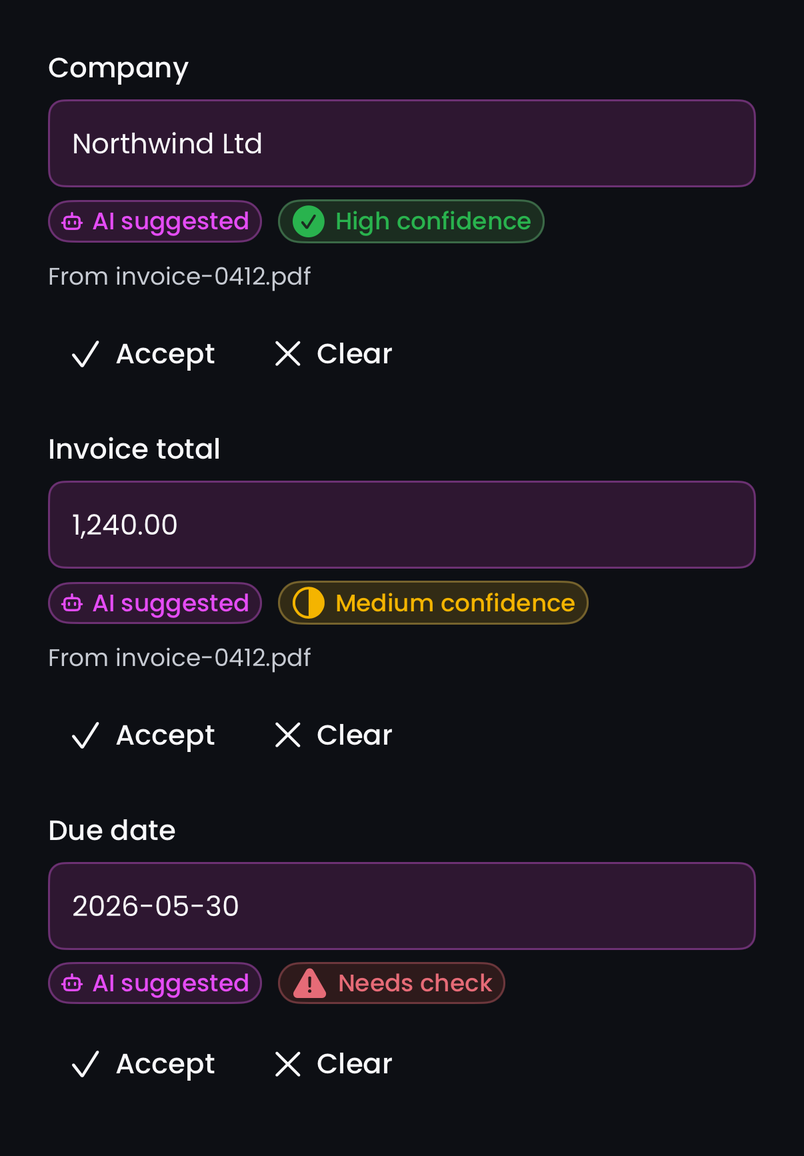 Company
Northwind Ltd
AI suggested High confidence
From invoice-0412.pdf
Accept Clear
Invoice total
1,240.00
AI suggested Medium confidence
From invoice-0412.pdf
Accept Clear
Due date
2026-05-30
AI suggested Needs check
Accept Clear